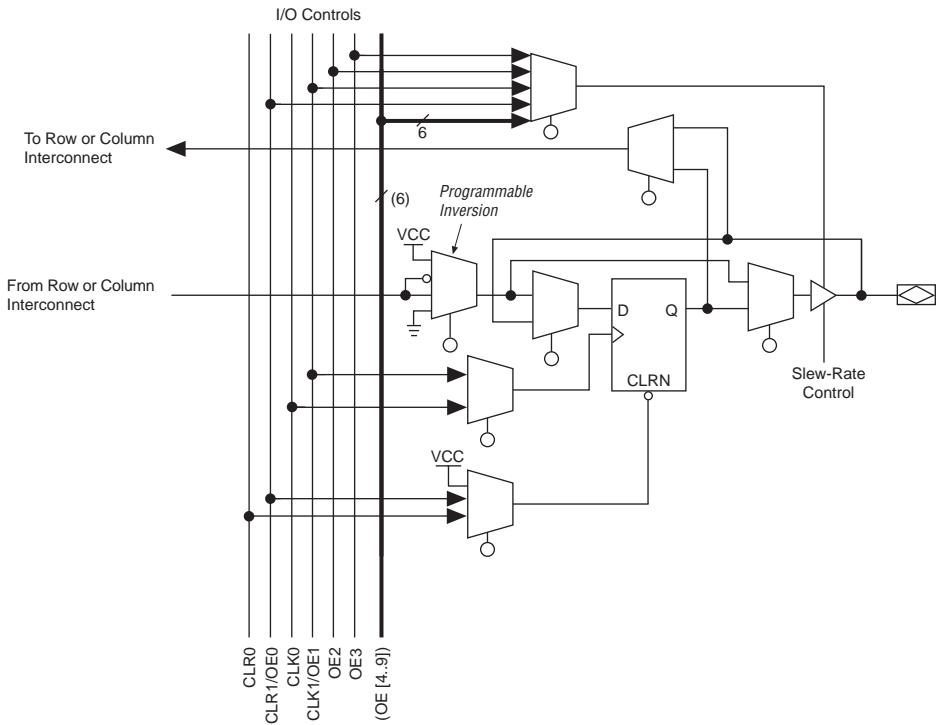 I/O Controls
6
To Row or Column
Interconnect
(6)
Programmable
Inversion
VCC
From Row or Column
Interconnect
D
Q
CLRN
Slew-Rate
Control
VCC
CLR0
CLR1/OE0
CLK0
CLK1/OE1
OE2
OE3
(OE [4..9])